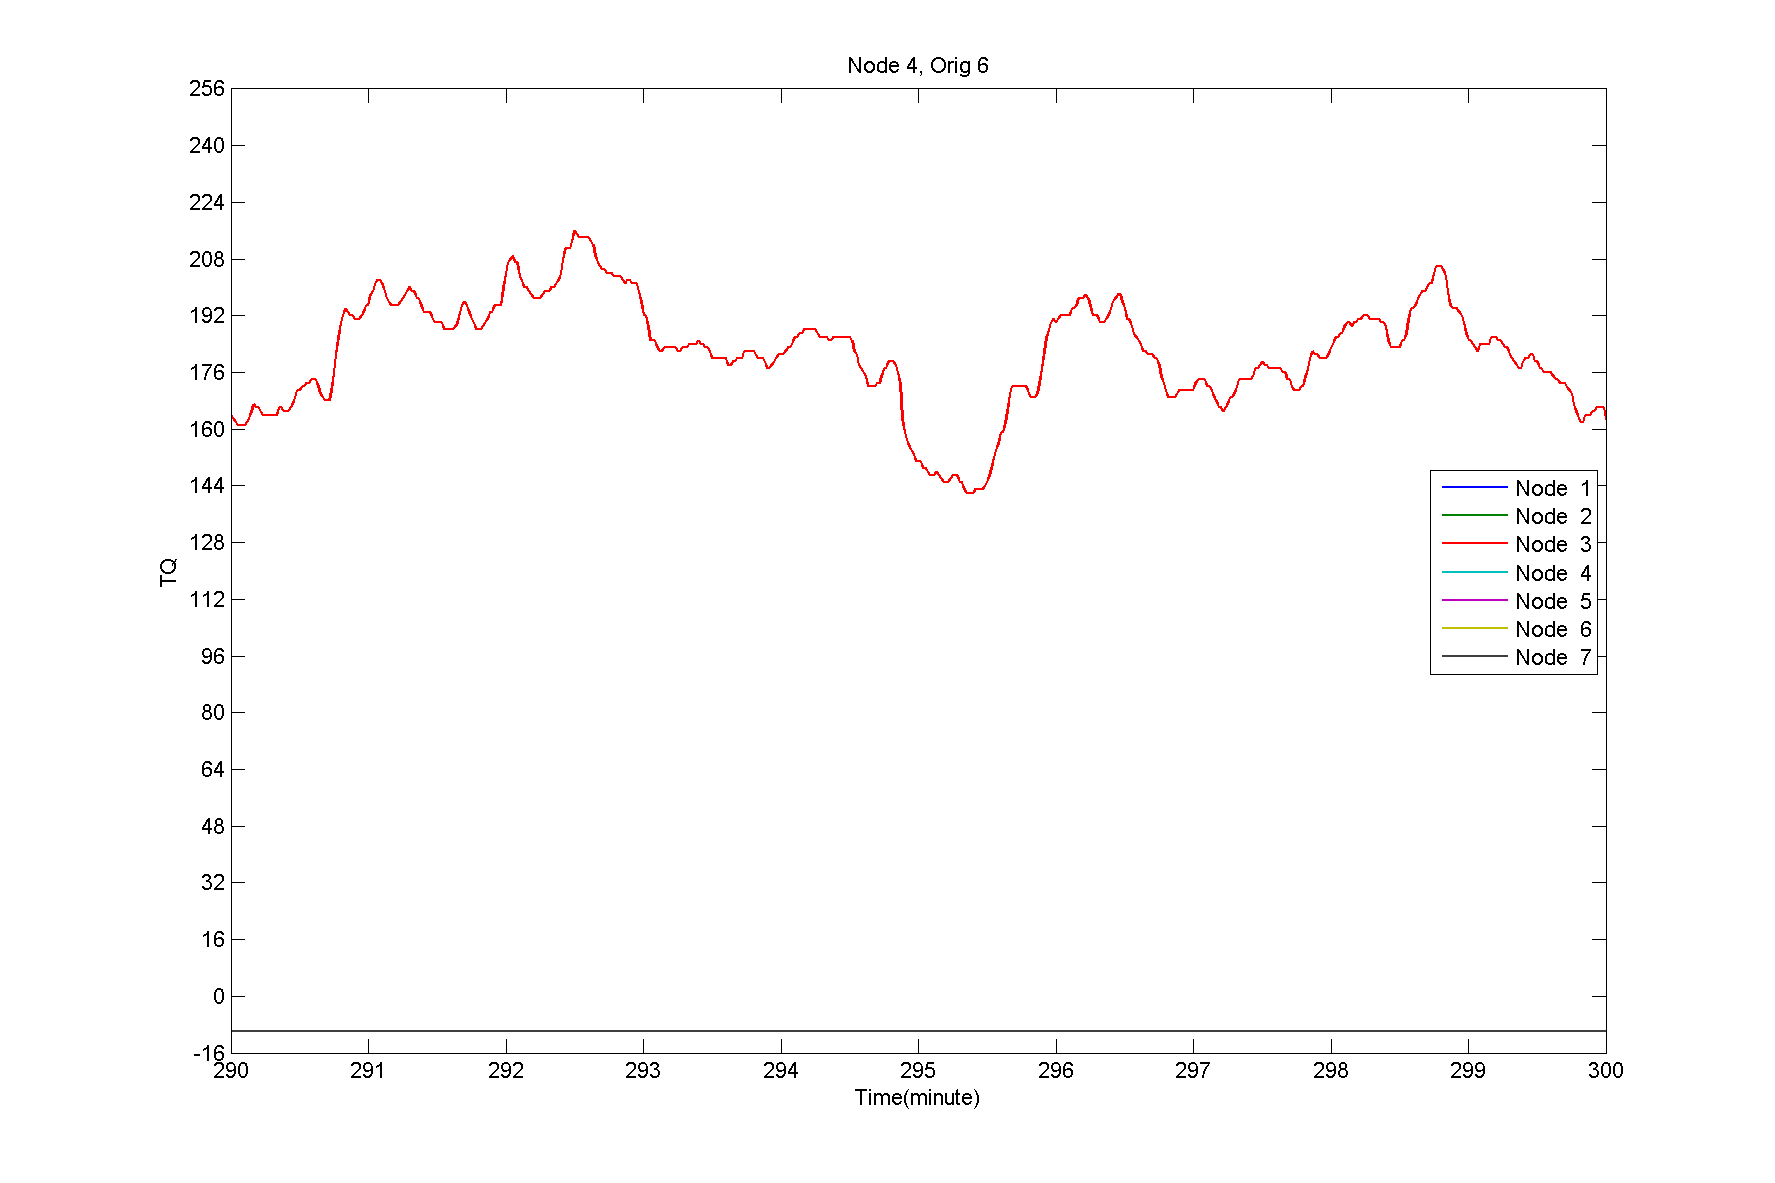 Node 4, Orig 6
256
240
224
208
192
176
160
144
128
112
96
80
64
48
32
16
0
-16
TQ
Node 1
Node 2
Node 3
Node 4
Node 5
Node 6
Node 7
290 291 292 293 294 295 296 297 298 299 300
Time(minute)